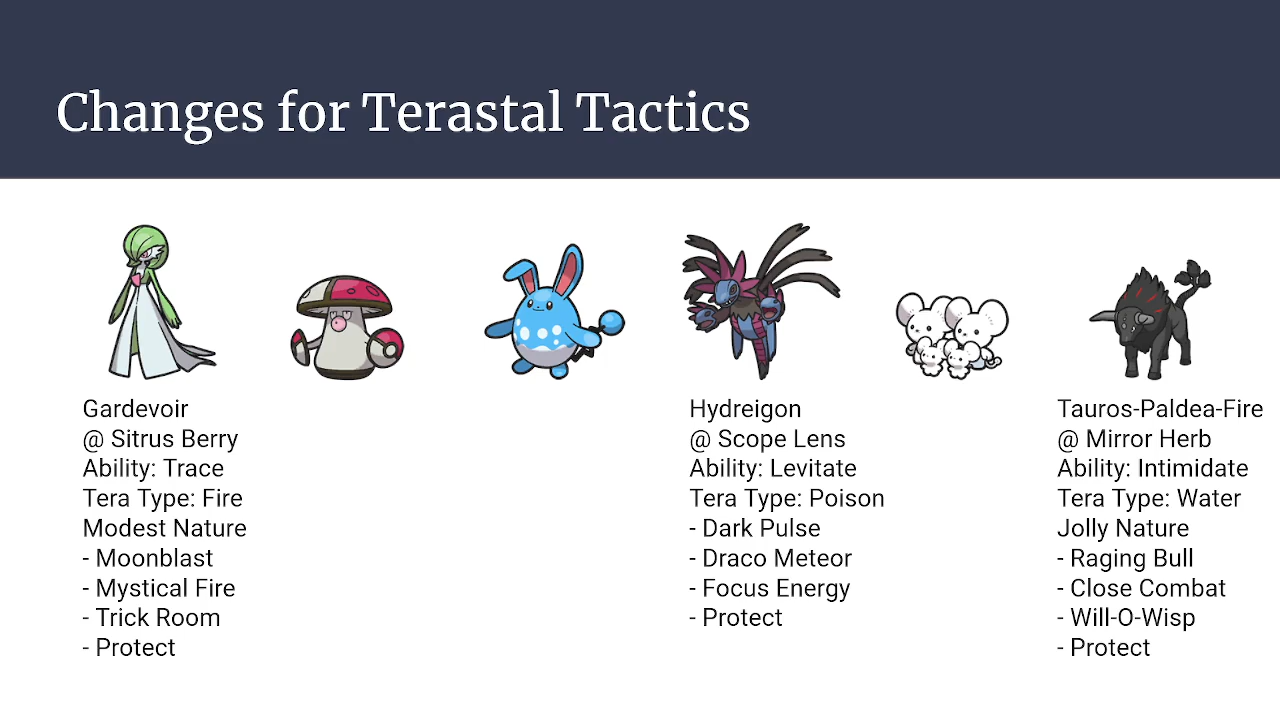 Changes for Terastal Tactics
Gardevoir
@ Sitrus Berry
Ability: Trace
Tera Type: Fire
Modest Nature
- Moonblast
- Mystical Fire
- Trick Room
- Protect
Hydreigon
@ Scope Lens
Ability: Levitate
Tera Type: Poison
- Dark Pulse
- Draco Meteor
- Focus Energy
- Protect
Tauros-Paldea-Fire
@ Mirror Herb
Ability: Intimidate
Tera Type: Water
Jolly Nature
- Raging Bull
- Close Combat
- Will-O-Wisp
- Protect